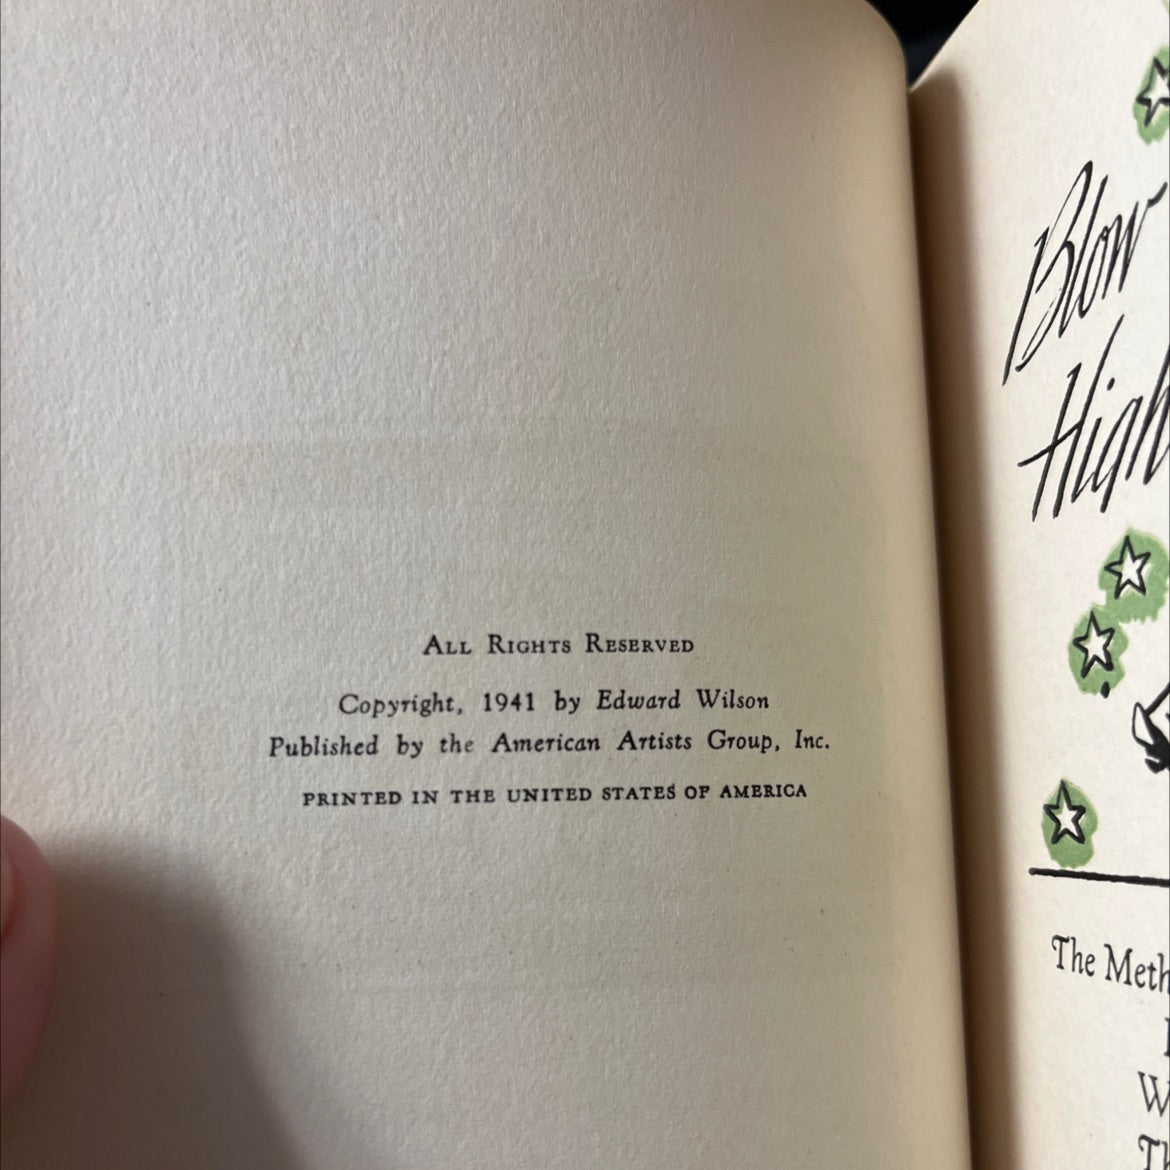 All Rights Reserved
Copyright, 1941 by Edward Wilson
Published by the American Artists Group, Inc.
PRINTED IN THE UNITED STATES OF AMERICA
Blow
High
The Meth
W
Th